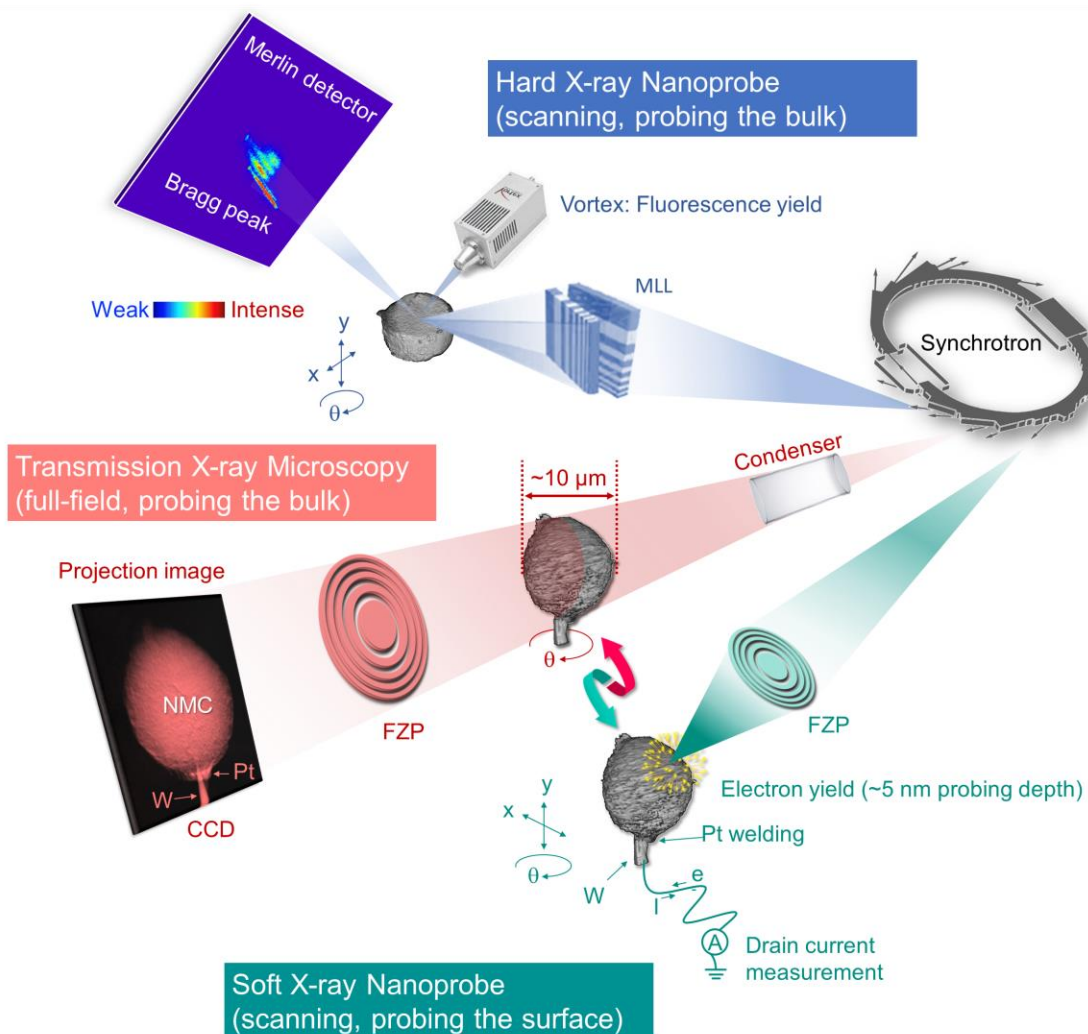 Merlin detector
Bragg peak
Hard X-ray Nanoprobe
(scanning, probing the bulk)
Vortex: Fluorescence yield
Weak
Intense
MLL
Synchrotron
y
x
θ
Transmission X-ray Microscopy
(full-field, probing the bulk)
Condenser
~10 µm
Projection image
NMC
Pt
W
CCD
FZP
θ
FZP
Electron yield (~5 nm probing depth)
Pt welding
y
x
θ
W
e
I
A
Drain current
measurement
Soft X-ray Nanoprobe
(scanning, probing the surface)